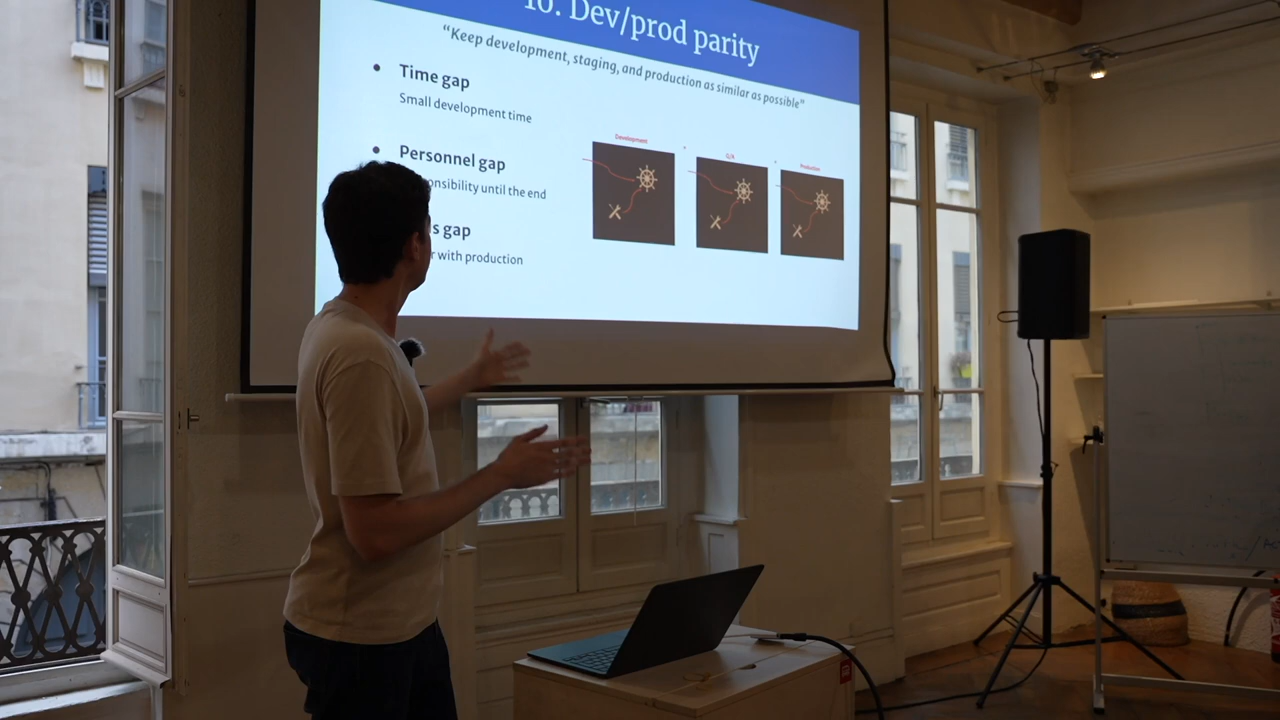 10. Dev/prod parity
“Keep development, staging, and production as similar as possible”
Time gap
Small development time
Personnel gap
onsibility until the end
s gap
r with production
Development
Q/A
Production